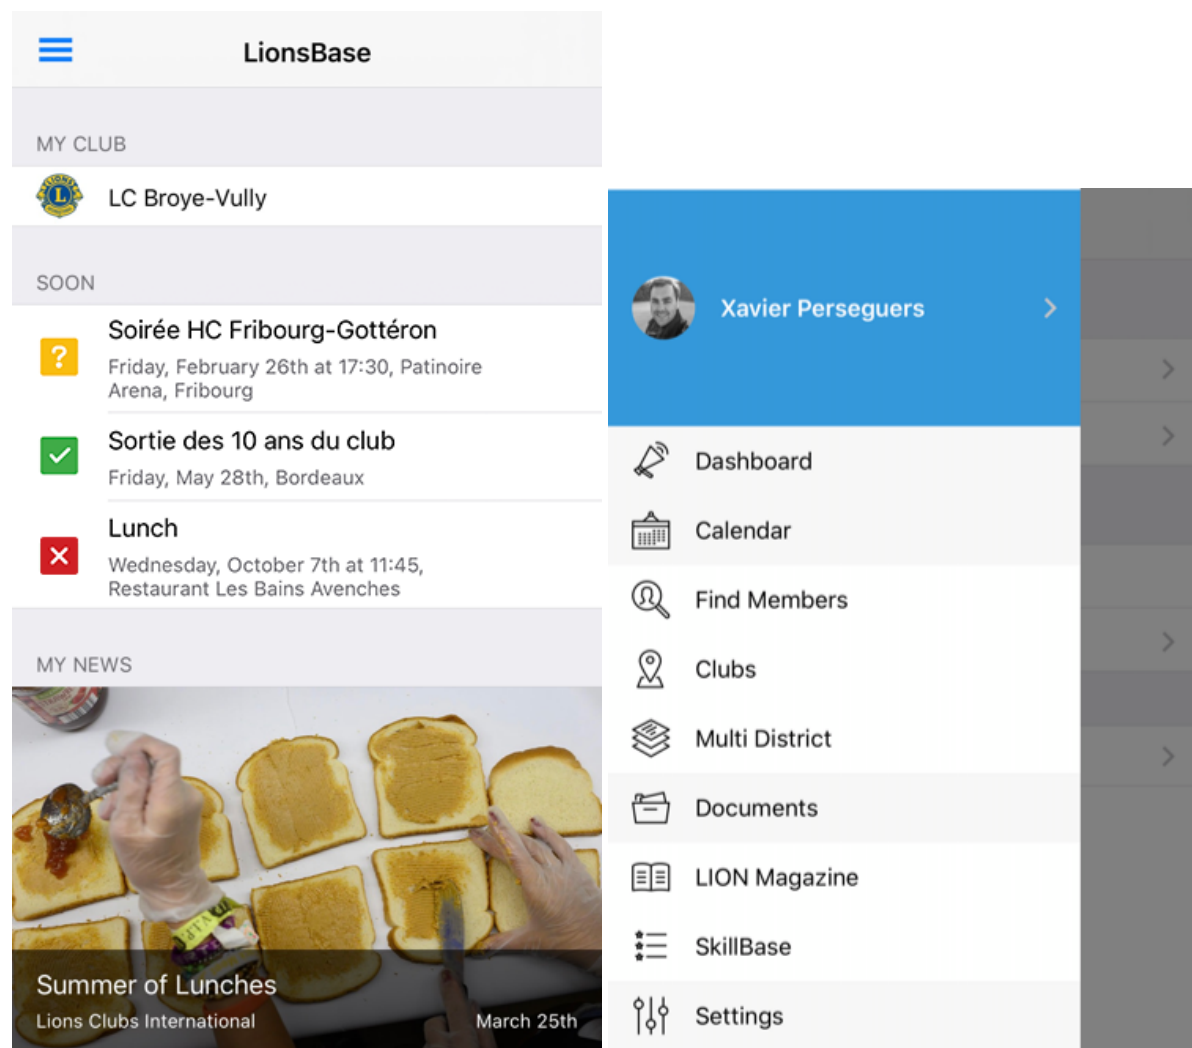 LionsBase
MY CLUB
LC Broye-Vully
SOON
Soirée HC Fribourg-Gottéron
Friday, February 26th at 17:30, Patinoire
Arena, Fribourg
Sortie des 10 ans du club
Friday, May 28th, Bordeaux
Lunch
Wednesday, October 7th at 11:45,
Restaurant Les Bains Avenches
MY NEWS
V.I.P.
Summer of Lunches
Lions Clubs International
March 25th
Xavier Perseguers
Dashboard
Calendar
Find Members
Clubs
Multi District
Documents
LION Magazine
SkillBase
Settings